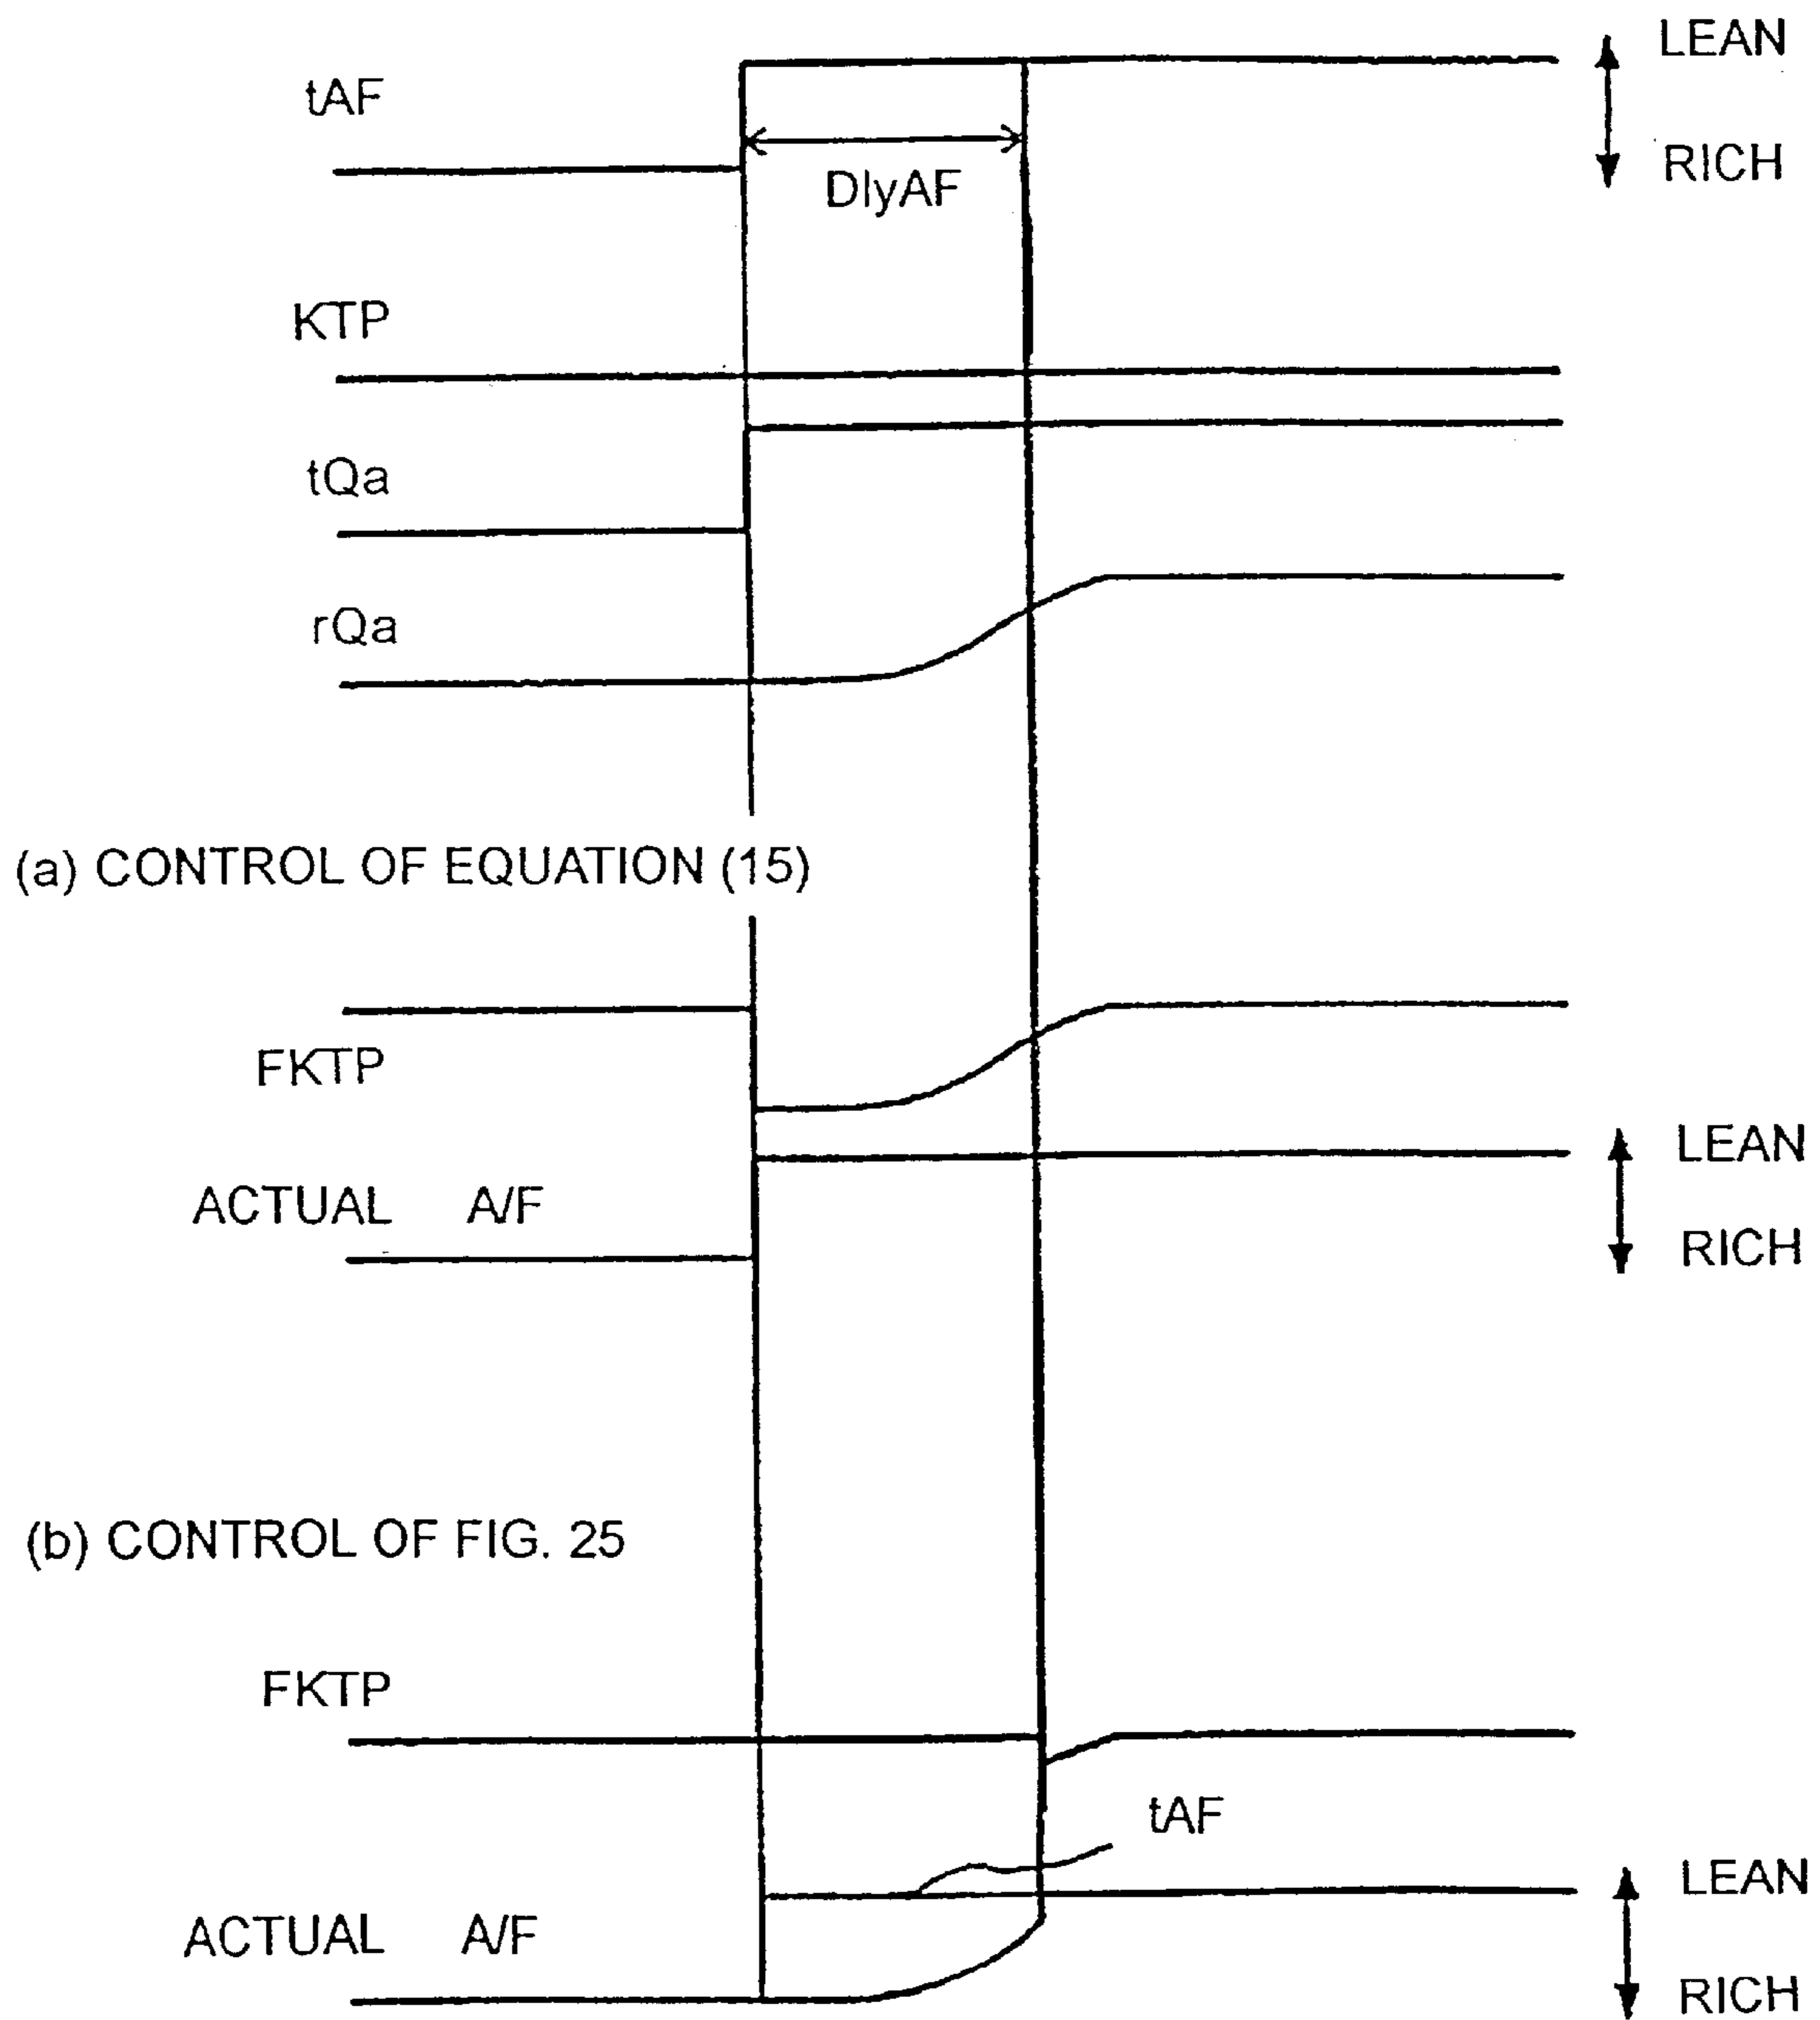 LEAN
tAF
RICH
DlyAF
KTP
tQa
rQa
(a) CONTROL OF EQUATION (15)
FKTP
LEAN
ACTUAL A/F
RICH
(b) CONTROL OF FIG. 25
FKTP
tAF
LEAN
ACTUAL A/F
RICH